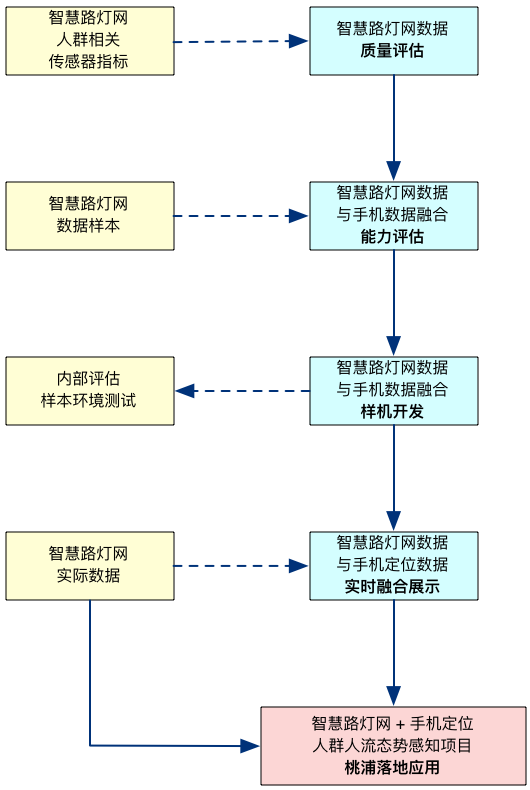 智慧路灯网
人群相关
传感器指标
智慧路灯网数据
质量评估
智慧路灯网
数据样本
智慧路灯网数据
与手机数据融合
能力评估
内部评估
样本环境测试
智慧路灯网数据
与手机数据融合
样机开发
智慧路灯网
实际数据
智慧路灯网数据
与手机定位数据
实时融合展示
智慧路灯网 + 手机定位
人群人流态势感知项目
桃浦落地应用